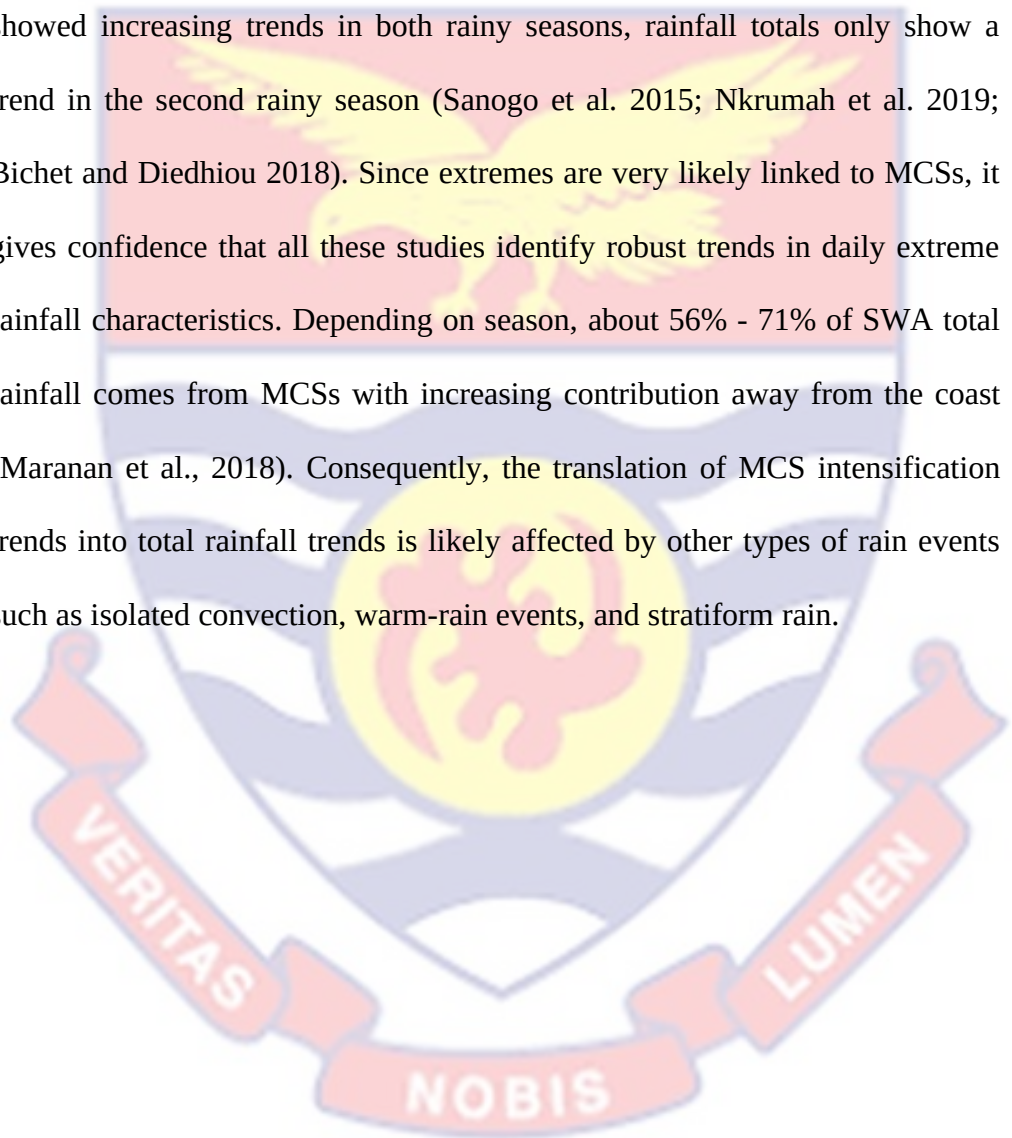 showed increasing trends in both rainy seasons, rainfall totals only show a
trend in the second rainy season (Sanogo et al. 2015; Nkrumah et al. 2019;
Bichet and Diedhiou 2018). Since extremes are very likely linked to MCSs, it
gives confidence that all these studies identify robust trends in daily extreme
rainfall characteristics. Depending on season, about 56% - 71% of SWA total
rainfall comes from MCSs with increasing contribution away from the coast
(Maranan et al., 2018). Consequently, the translation of MCS intensification
trends into total rainfall trends is likely affected by other types of rain events
such as isolated convection, warm-rain events, and stratiform rain.
VERITAS
NOBIS
LUMEN